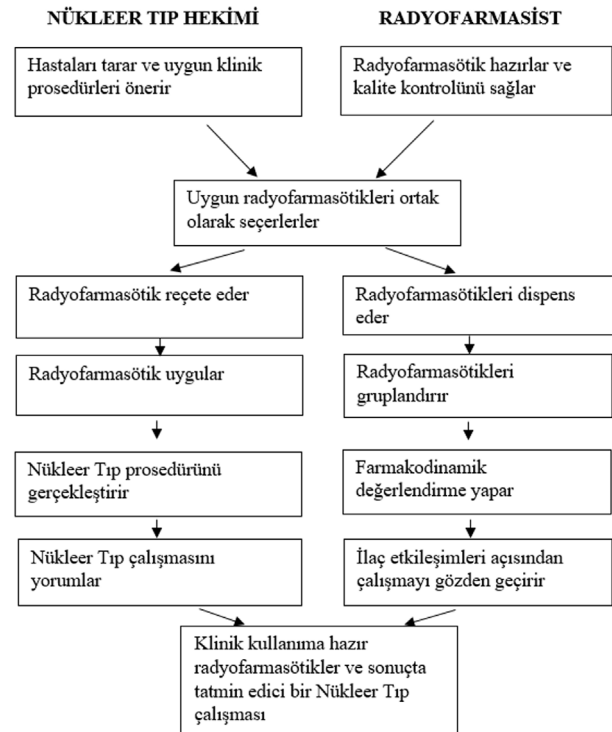 NÜKLEER TIP HEKİMİ
RADYOFARMASİST
Hastaları tarar ve uygun klinik
prosedürleri önerir
Radyofarmasötik hazırlar ve
kalite kontrolünü sağlar
Uygun radyofarmasötikleri ortak
olarak seçerlerler
Radyofarmasötik reçete eder
Radyofarmasötikleri dispens
eder
Radyofarmasötik uygular
Radyofarmasötikleri
gruplandırır
Nükleer Tıp prosedürünü
gerçekleştirir
Farmakodinamik
değerlendirme yapar
Nükleer Tıp çalışmasını
yorumlar
İlaç etkileşimleri açısından
çalışmayı gözden geçirir
Klinik kullanıma hazır
radyofarmasötikler ve sonuçta
tatmin edici bir Nükleer Tıp
çalışması